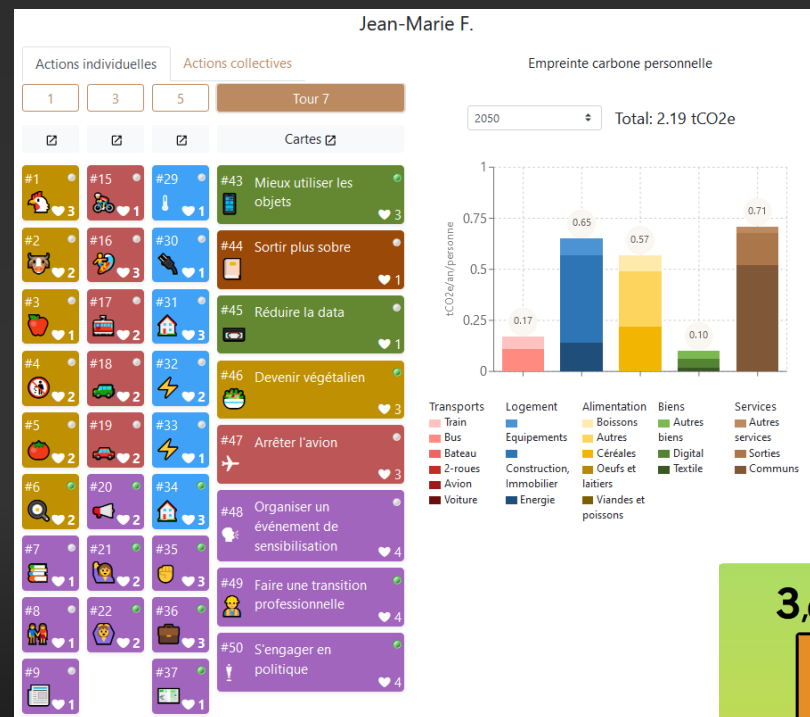 Jean-Marie F.
Actions individuelles
Actions collectives
Empreinte carbone personnelle
1
3
5
Tour 7
2050
Total: 2.19 tCO2e
Cartes
#1
3
#15
1
#29
1
#43 Mieux utiliser les
objets
3
#2
2
#16
3
#30
1
#44 Sortir plus sobre
1
#3
1
#17
2
#31
3
#45 Réduire la data
1
#4
2
#18
2
#32
2
#46 Devenir végétalien
3
#5
2
#19
2
#33
1
#47 Arrêter l'avion
3
#6
2
#20
2
#34
3
#48 Organiser un
événement de
sensibilisation
4
#7
1
#21
2
#35
3
#49 Faire une transition
professionnelle
4
#8
1
#22
2
#36
3
#50 S'engager en
politique
4
#9
1
#37
1
tCO2e/an/personne
1
0.75
0.5
0.25
0
0.17
0.65
0.57
0.10
0.71
Transports
Train
Bus
Bateau
2-roues
Avion
Voiture
Logement
Equipements
Construction,
Immobilier
Energie
Alimentation
Boissons
Autres
Céréales
Oeufs et
laitiers
Viandes et
poissons
Biens
Autres
biens
Digital
Textile
Services
Autres
services
Sorties
Communs
3,